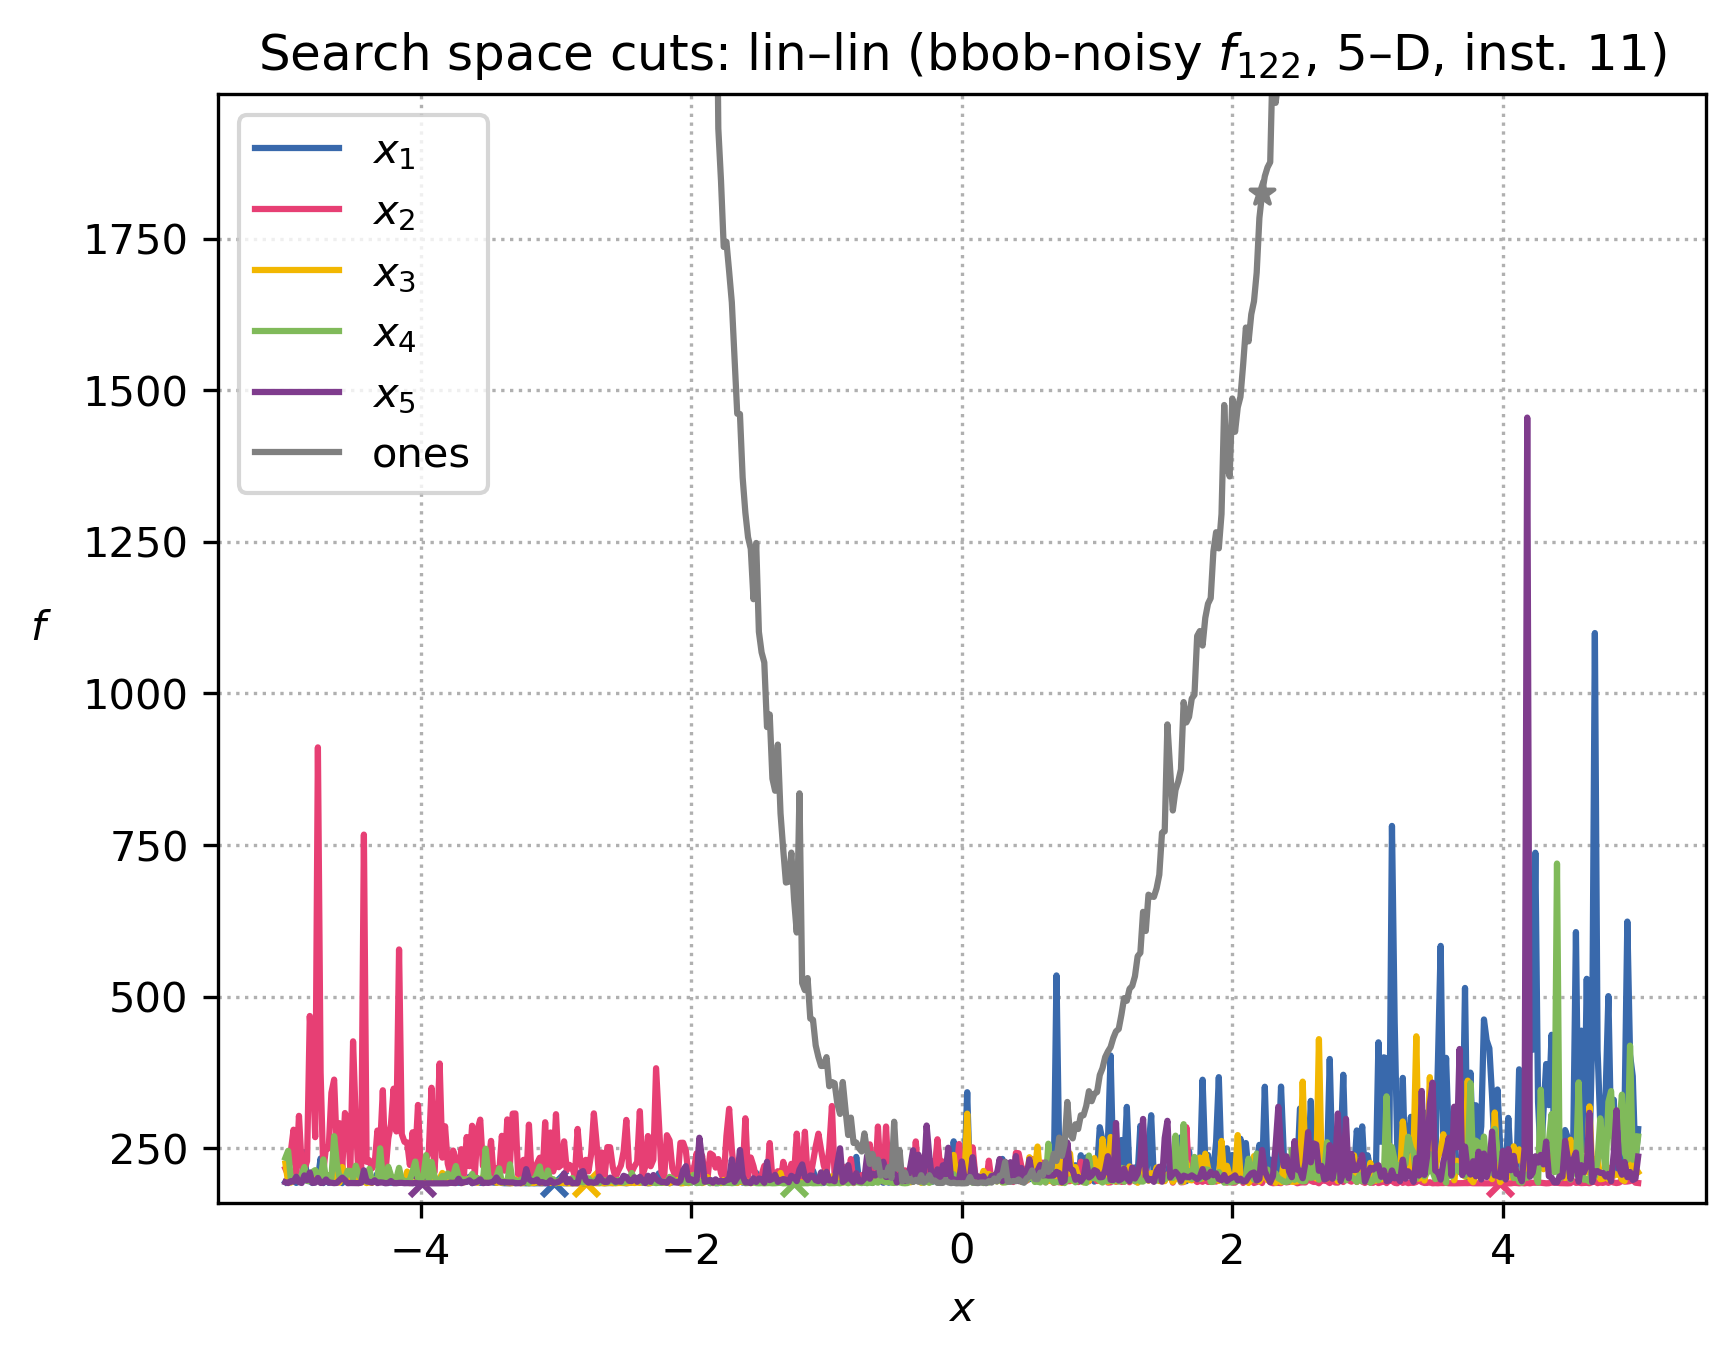 Search space cuts: lin–lin (bbob-noisy f₁₂₂, 5–D, inst. 11)
x₁
x₂
x₃
x₄
x₅
ones
1750
1500
1250
1000
750
500
250
f
−4
−2
0
2
4
x